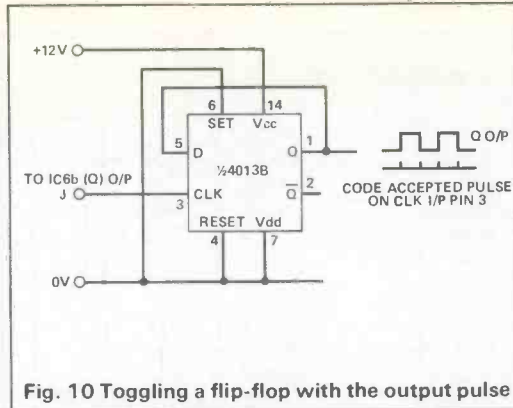 +12V
6
14
SET Vcc
5
D
Q
1
Q O/P
½4013B
TO IC6b (Q) O/P
J
CLK
3
Q
2
CODE ACCEPTED PULSE
ON CLK I/P PIN 3
RESET Vdd
4
7
0V
Fig. 10 Toggling a flip-flop with the output pulse